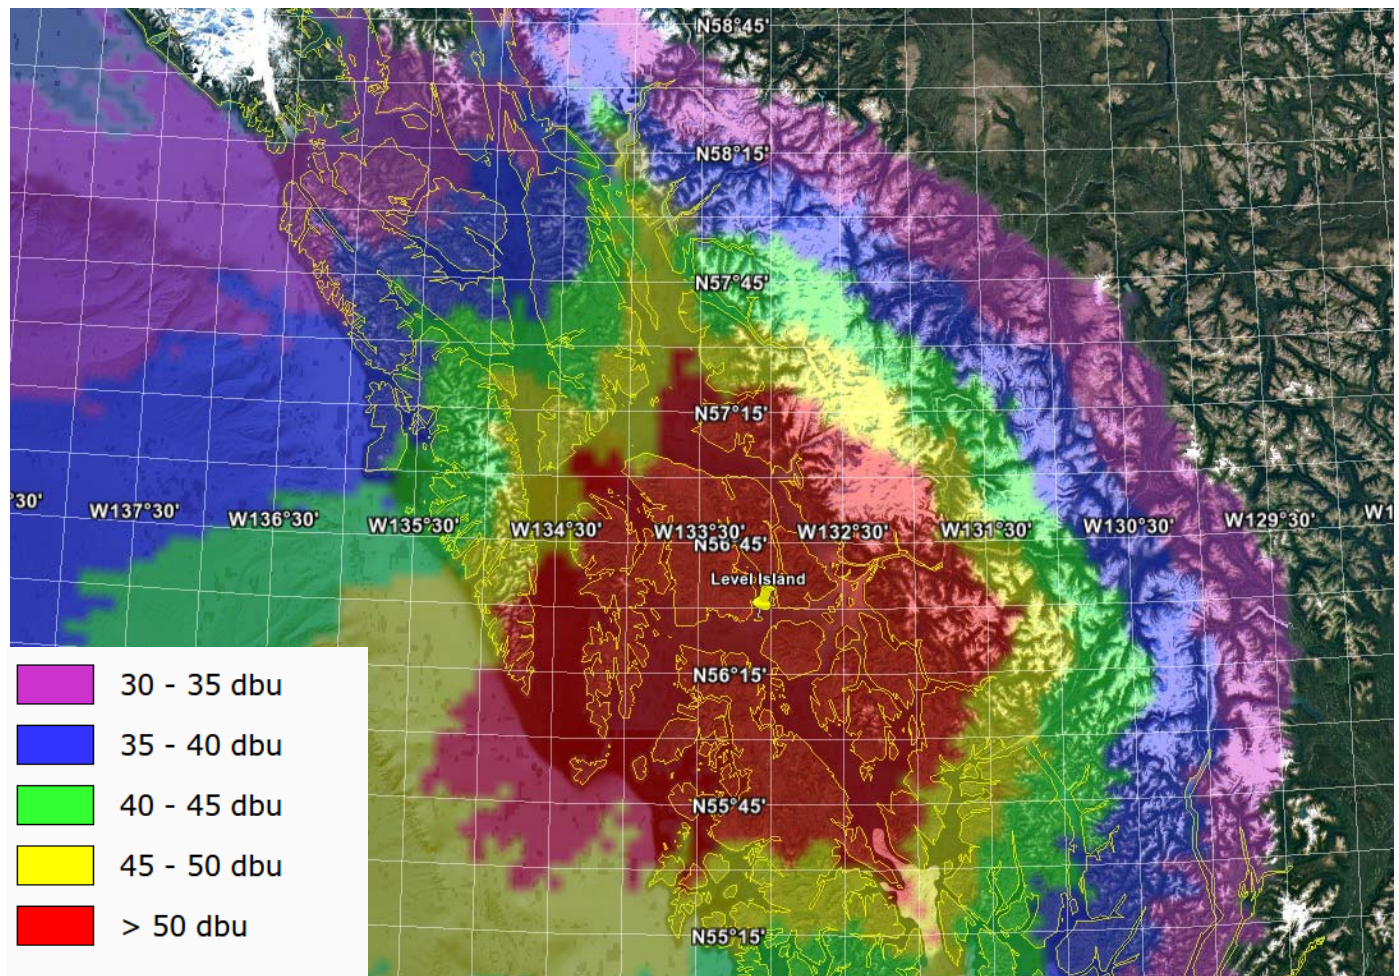 N58°45'
N58°15'
N57°45'
N57°15'
°30'
W137°30'
W136°30'
W135°30'
W134°30'
W133°30'
W132°30'
W131°30'
W130°30'
W129°30'
W1
N56°45'
Level Island
N56°15'
N55°45'
N55°15'
30 - 35 dbu
35 - 40 dbu
40 - 45 dbu
45 - 50 dbu
> 50 dbu